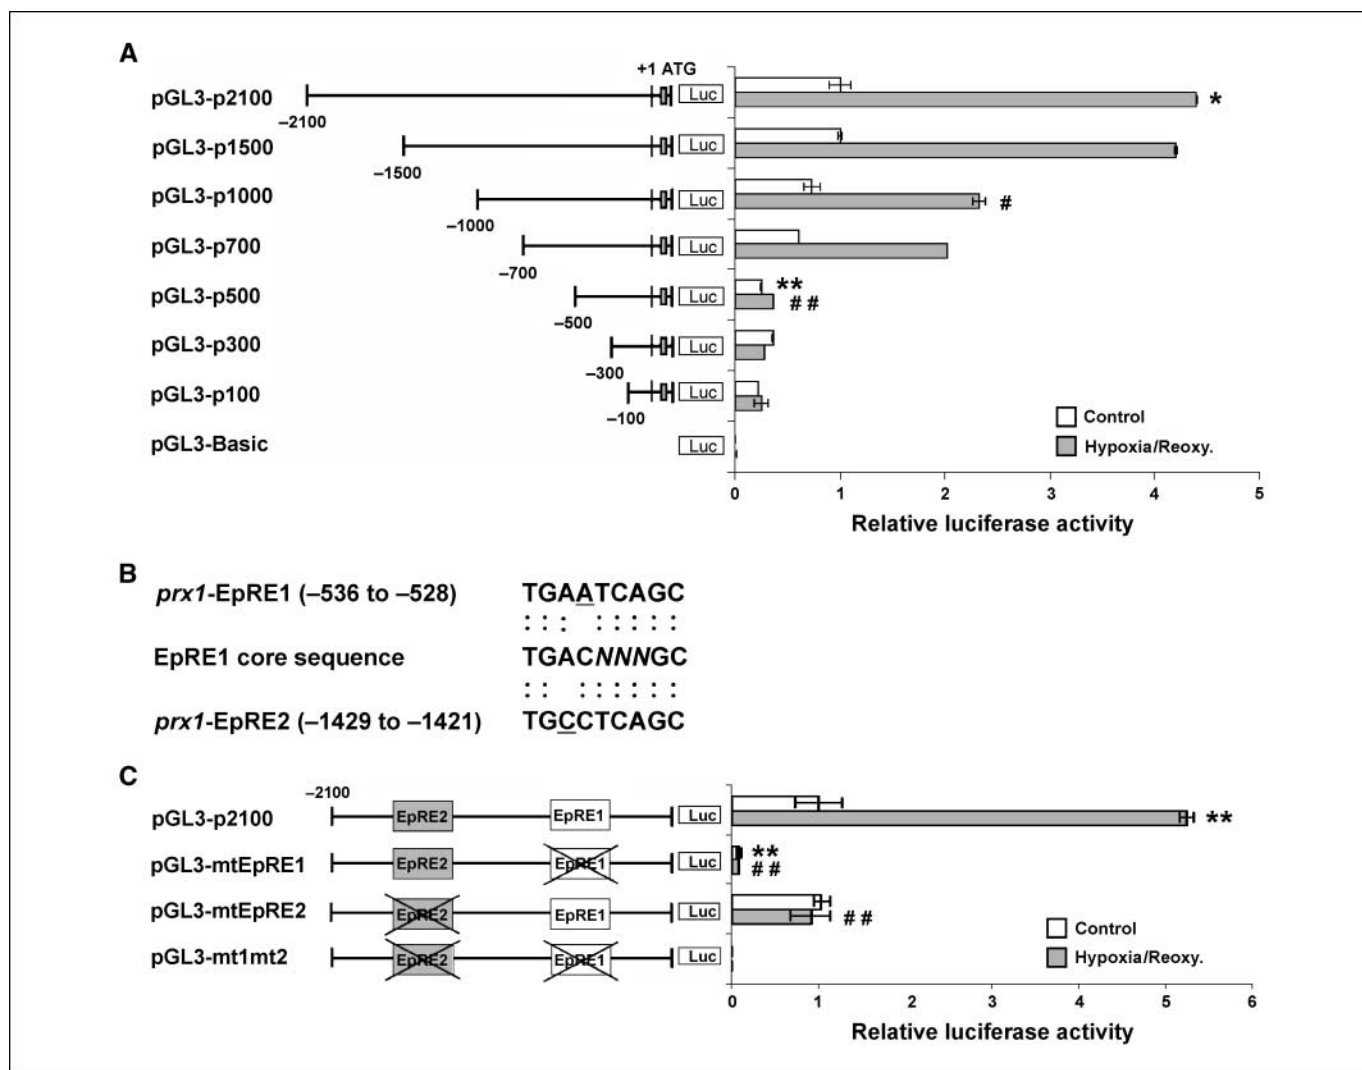 A
+1 ATG
pGL3-p2100 Luc *
−2100
pGL3-p1500 Luc
−1500
pGL3-p1000 Luc #
−1000
pGL3-p700 Luc
−700
pGL3-p500 Luc **
##
−500
pGL3-p300 Luc
−300
pGL3-p100 Luc
−100
pGL3-Basic Luc
Control
Hypoxia/Reoxy.
0 1 2 3 4 5
Relative luciferase activity
B
prx1-EpRE1 (−536 to −528) TGAATCAGC
: : : : : : : :
EpRE1 core sequence TGACNNNGC
: : : : : : : :
prx1-EpRE2 (−1429 to −1421) TGCCTCAGC
C
−2100
pGL3-p2100 EpRE2 EpRE1 Luc **
pGL3-mtEpRE1 EpRE2 EpRE1 Luc **
##
pGL3-mtEpRE2 EpRE2 EpRE1 Luc ##
pGL3-mt1mt2 EpRE2 EpRE1 Luc
Control
Hypoxia/Reoxy.
0 1 2 3 4 5 6
Relative luciferase activity